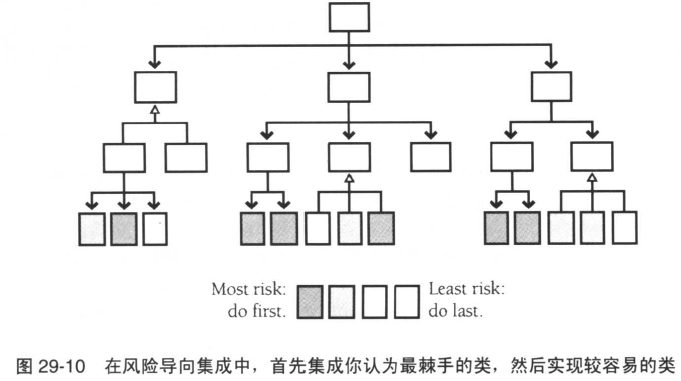 Most risk:
do first.
Least risk:
do last.
图 29-10 在风险导向集成中，首先集成你认为最棘手的类，然后实现较容易的类